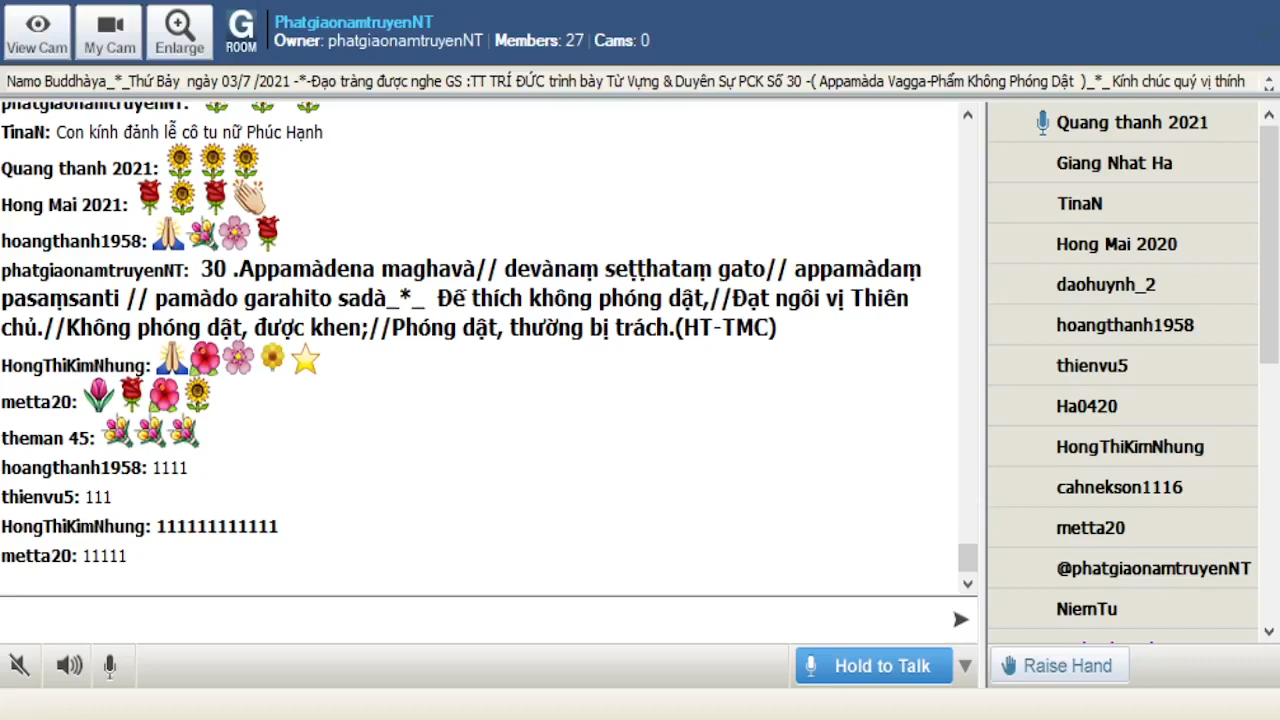 View Cam
My Cam
Enlarge
G
ROOM
PhatgiaonamtruyenNT
Owner: phatgiaonamtruyenNT | Members: 27 | Cams: 0
Namo Buddhàya_*_Thứ Bảy ngày 03/7 /2021 -*-Đạo tràng được nghe GS :TT TRÍ ĐỨC trình bày Từ Vựng & Duyên Sự PCK Số 30 -( Appamàda Vagga-Phẩm Không Phóng Dật )_*_ Kính chúc quý vị thính
phatgiaonamtruyenNT:
TinaN: Con kính đảnh lễ cô tu nữ Phúc Hạnh
Quang thanh 2021:
Hong Mai 2021:
hoangthanh1958:
phatgiaonamtruyenNT: 30 .Appamàdena maghavà// devànaṃ seṭṭhataṃ gato// appamàdaṃ
pasaṃsanti // pamàdo garahito sadà_*_ Đế thích không phóng dật,//Đạt ngôi vị Thiên
chủ.//Không phóng dật, được khen;//Phóng dật, thường bị trách.(HT-TMC)
HongThiKimNhung:
metta20:
theman 45:
hoangthanh1958: 1111
thienvu5: 111
HongThiKimNhung: 111111111111
metta20: 11111
Hold to Talk
Quang thanh 2021
Giang Nhat Ha
TinaN
Hong Mai 2020
daohuynh_2
hoangthanh1958
thienvu5
Ha0420
HongThiKimNhung
cahnekson1116
metta20
@phatgiaonamtruyenNT
NiemTu
Raise Hand